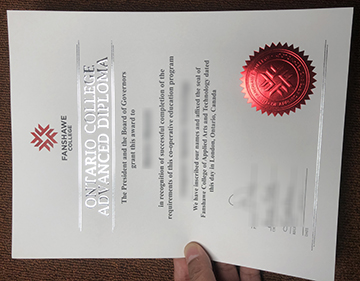 FANSHAWE
COLLEGE
ONTARIO COLLEGE
ADVANCED DIPLOMA
The President and the Board of Governors
grant this award to
in recognition of successful completion of the
requirements of this co-operative education program
We have inscribed our names and affixed the seal of
Fanshawe College of Applied Arts and Technology dated
this day in London, Ontario, Canada